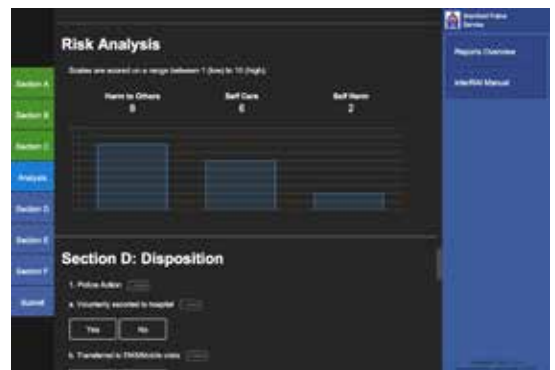 Police
Service
Reports Overview
interRAI Manual
Section A
Section B
Section C
Analysis
Section D
Section E
Section F
Submit
Risk Analysis
Scales are scored on a range between 1 (low) to 10 (high).
Harm to Others
Self Care
Self Harm
6
2
Section D: Disposition
1. Police Action
a. Voluntarily escorted to hospital
Yes
No
b. Transferred to